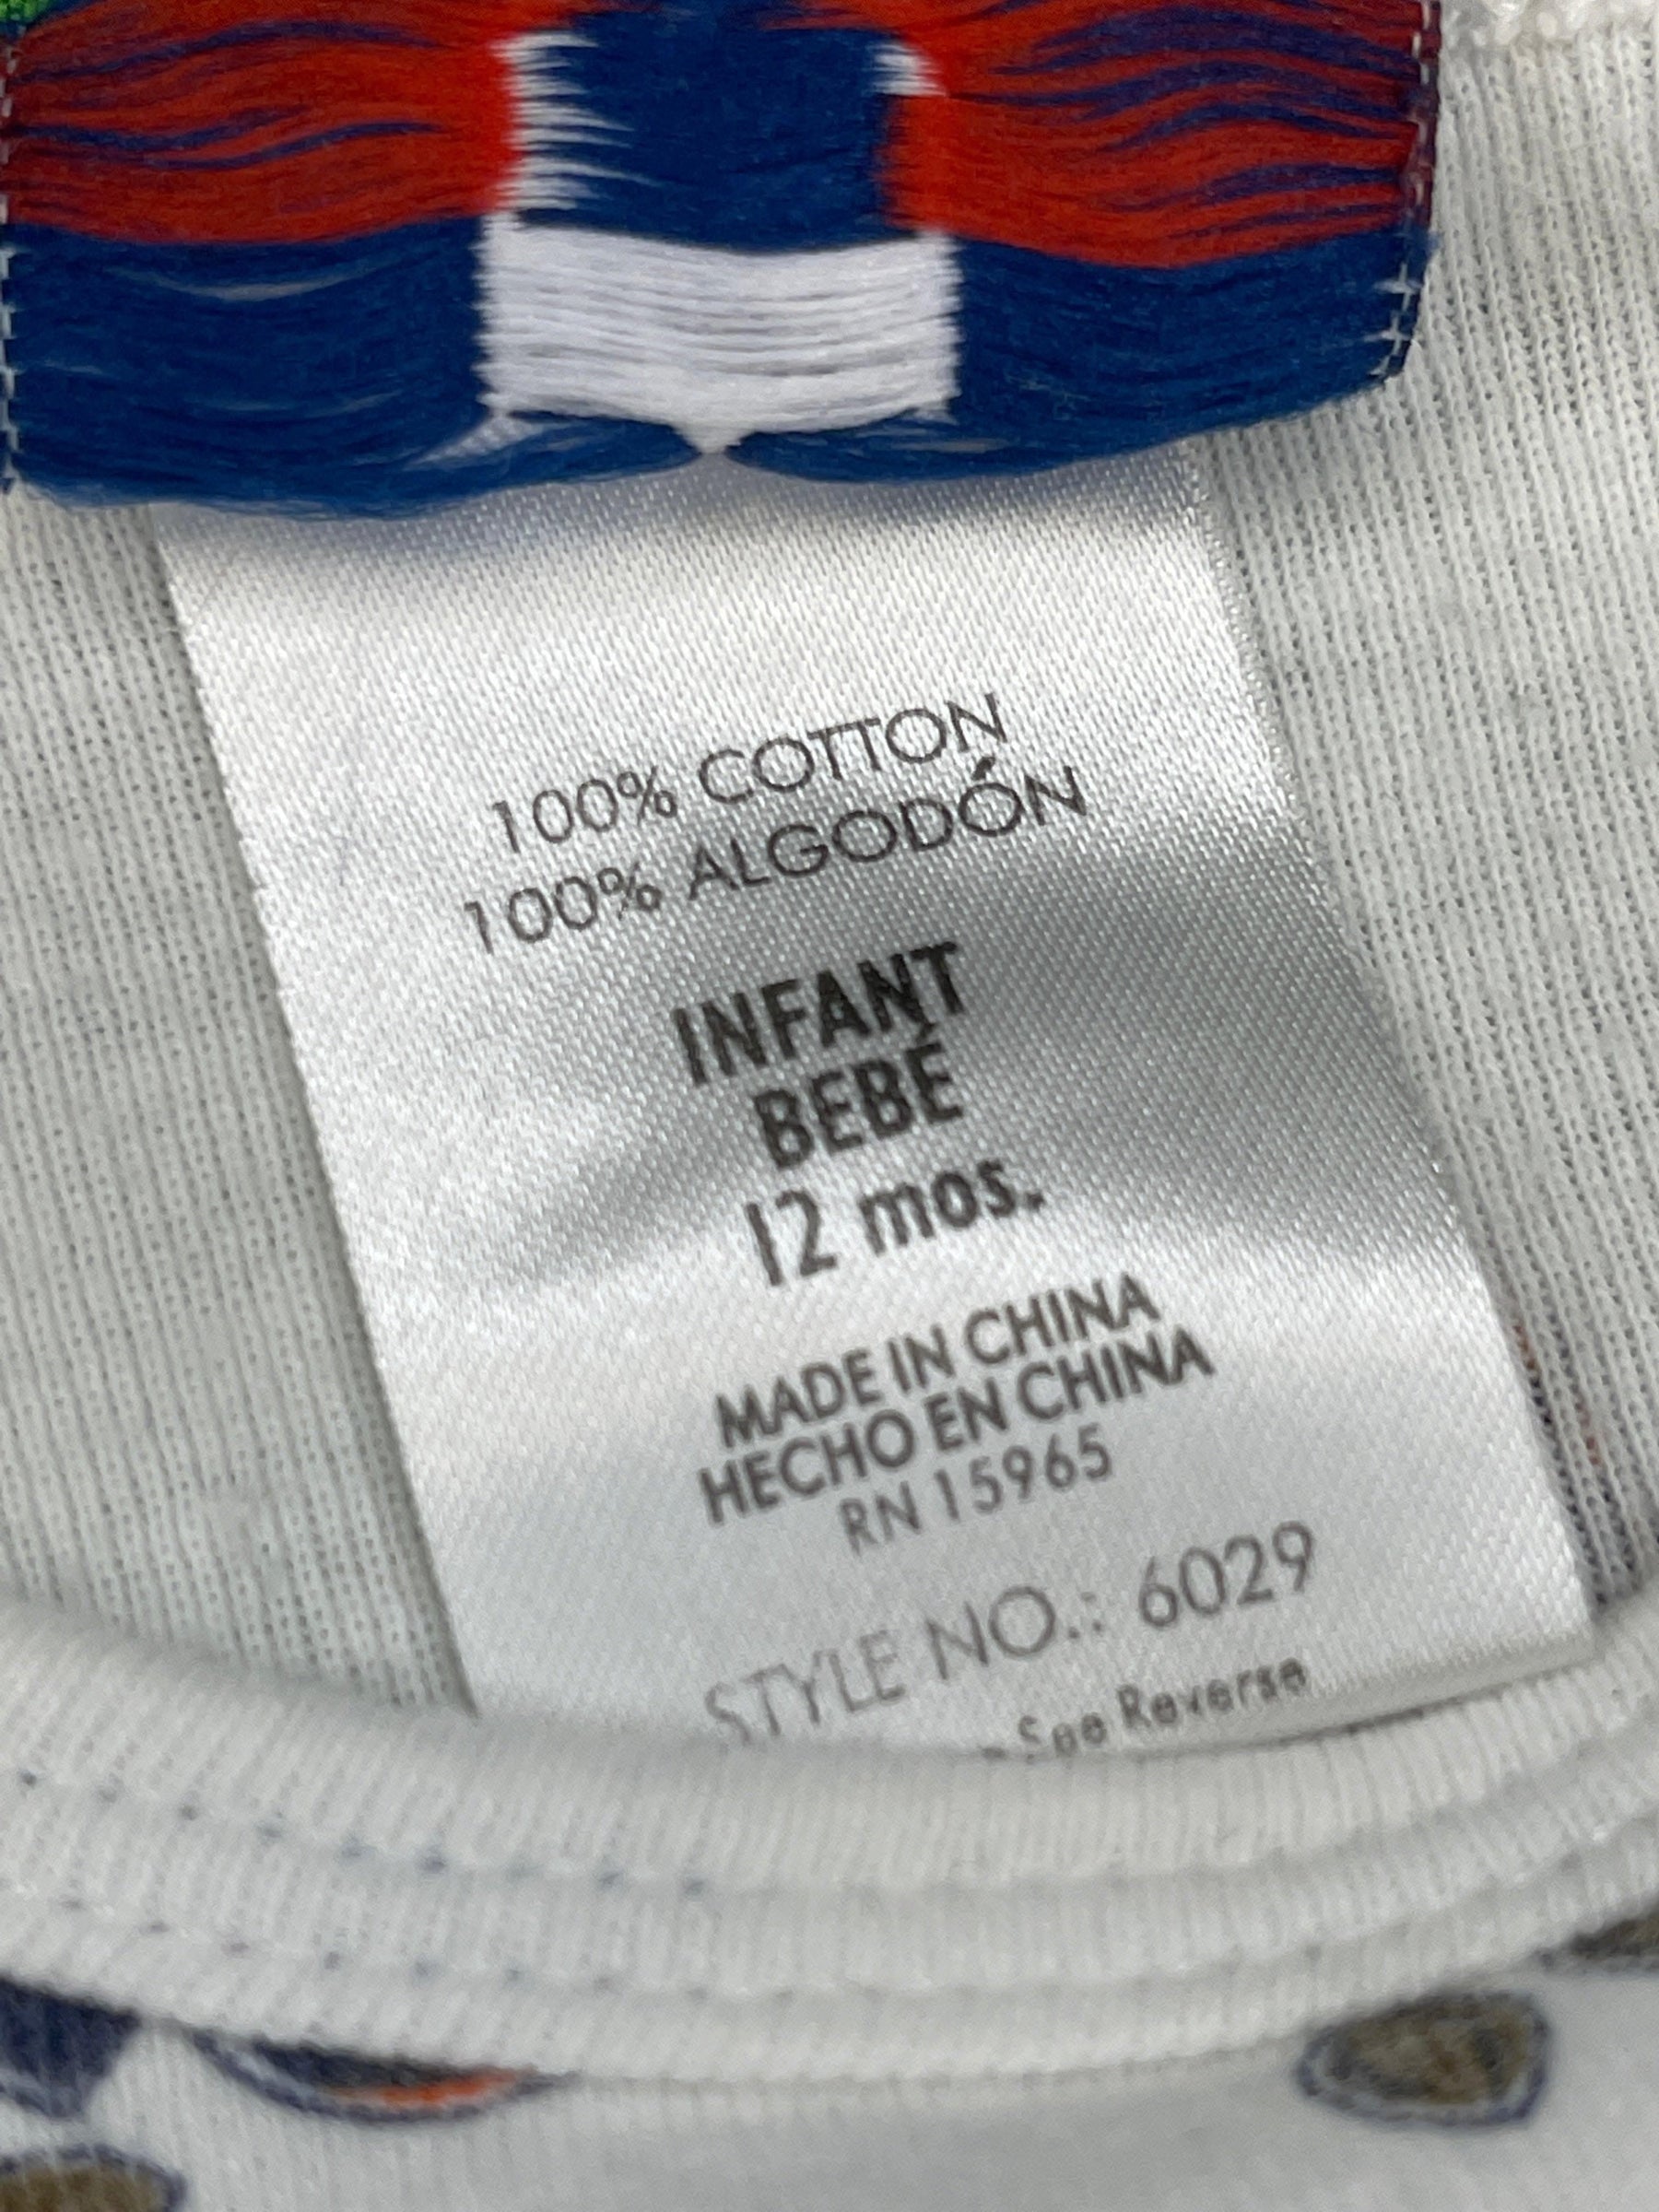 100% COTTON
100% ALGODÓN
INFANT
BEBÉ
12 mos.
MADE IN CHINA
HECHO EN CHINA
RN 15965
STYLE NO.: 6029
See Reverse